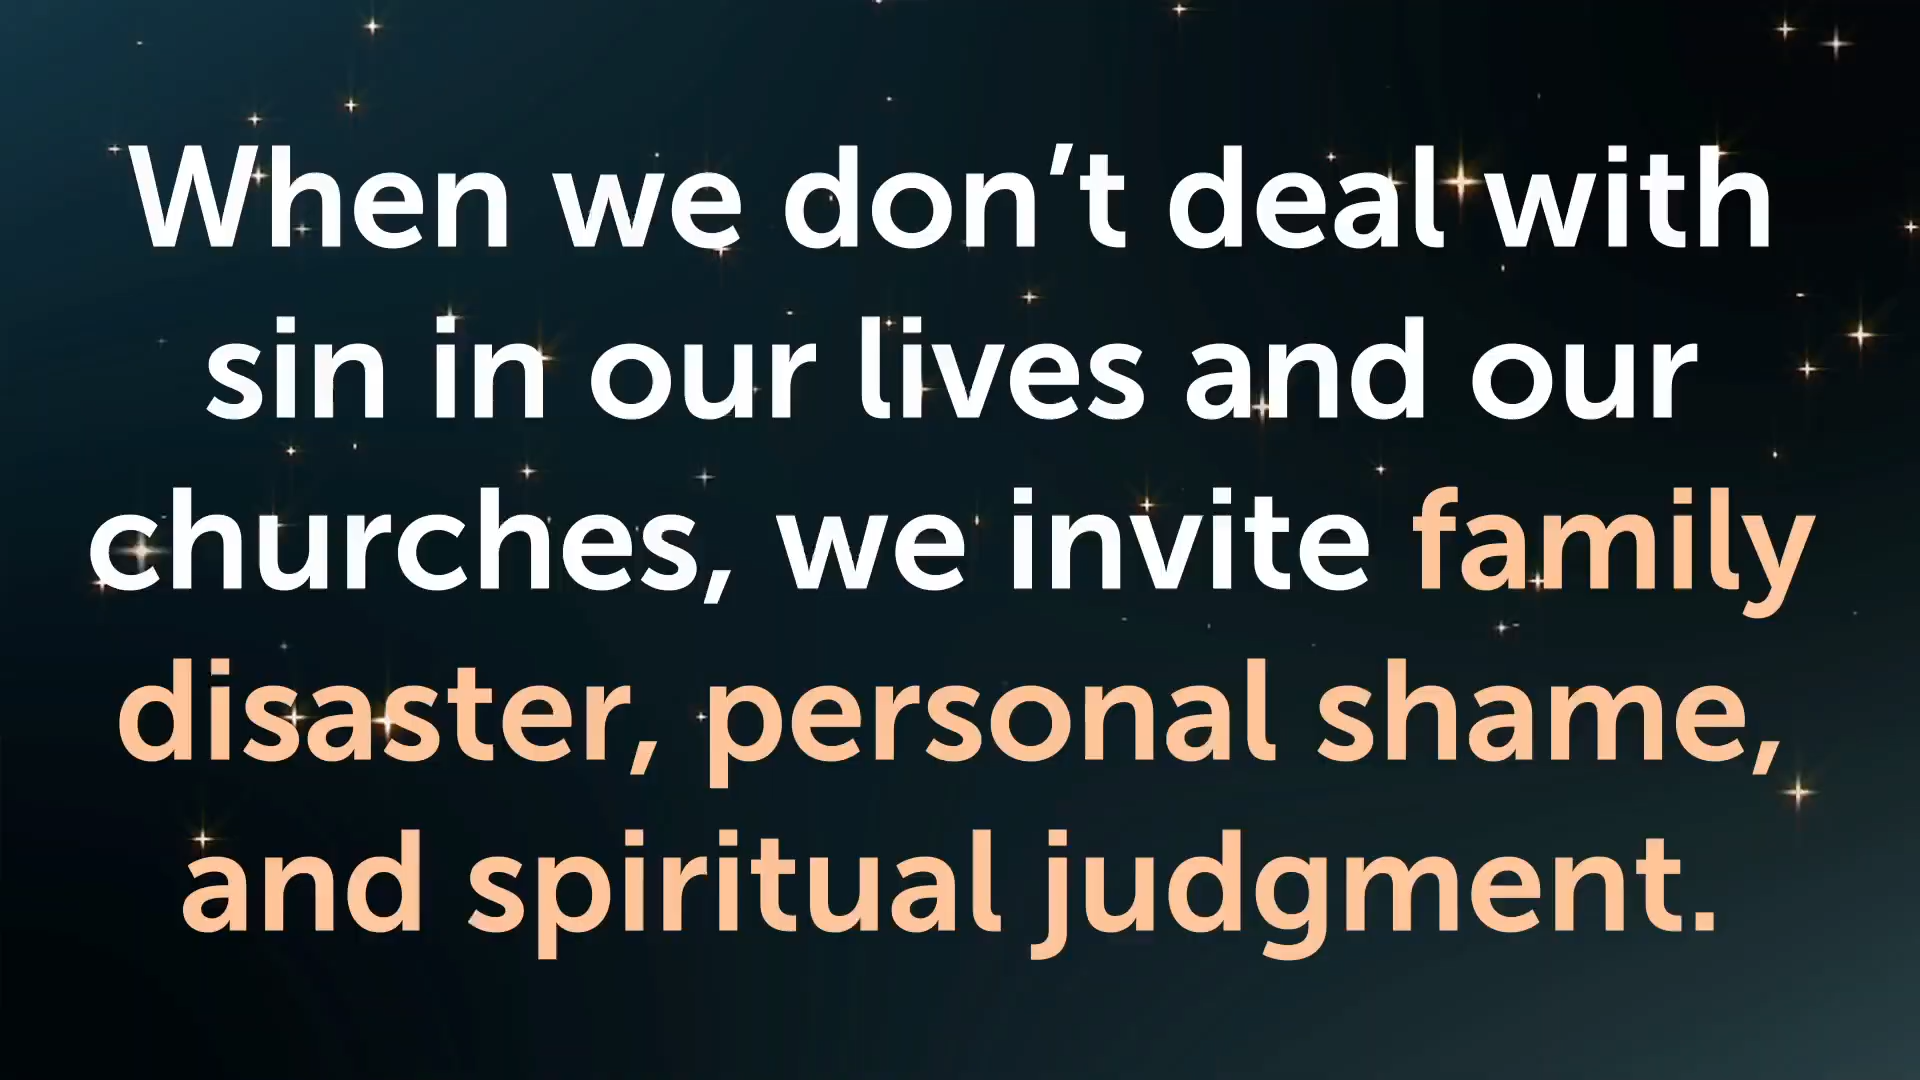 When we don’t deal with
sin in our lives and our
churches, we invite family
disaster, personal shame,
and spiritual judgment.